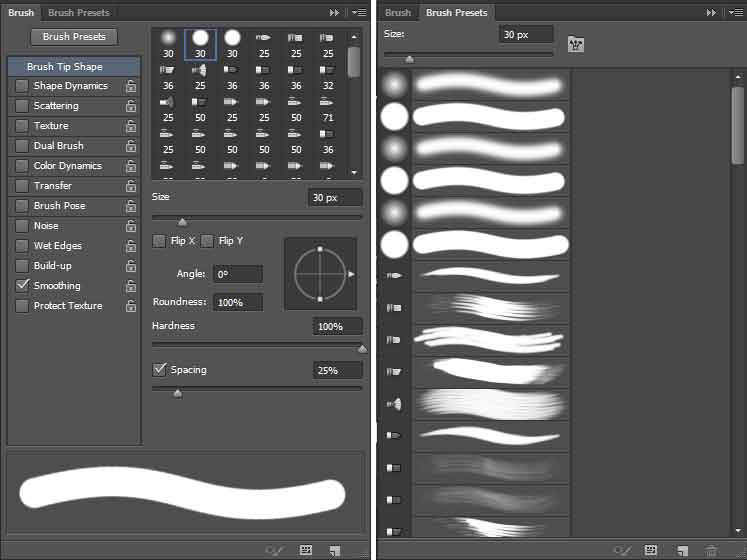 Brush Brush Presets
Brush Presets
Brush Tip Shape
Shape Dynamics
Scattering
Texture
Dual Brush
Color Dynamics
Transfer
Brush Pose
Noise
Wet Edges
Build-up
Smoothing
Protect Texture
30 30 30 25 25 25
36 25 36 36 36 32
25 50 25 25 50 71
25 50 50 50 50 36
Size 30 px
Flip X Flip Y
Angle: 0°
Roundness: 100%
Hardness 100%
Spacing 25%
Brush Brush Presets
Size: 30 px